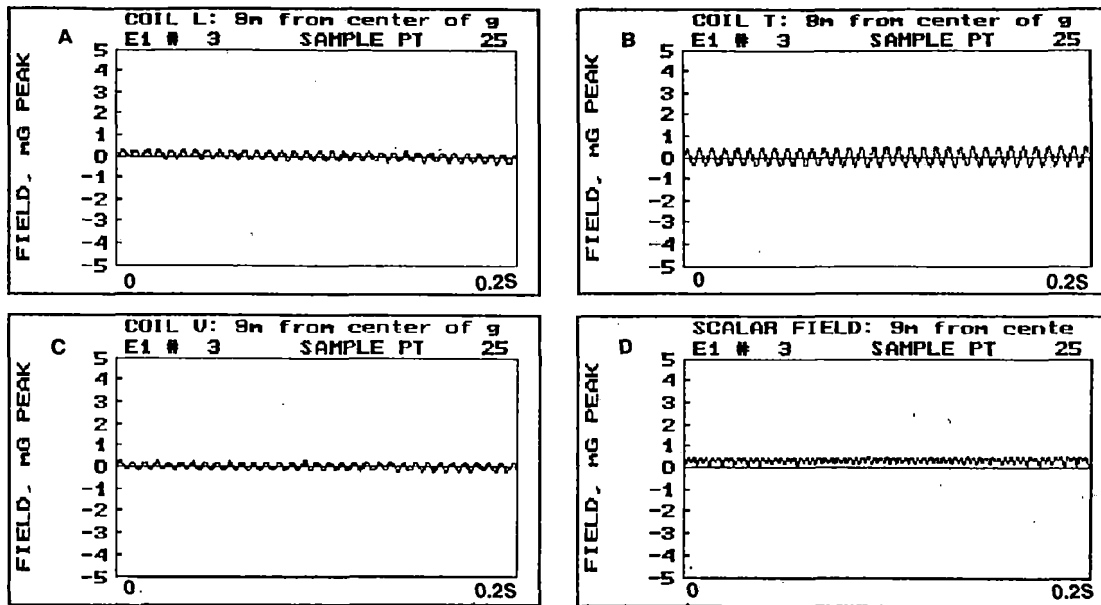 A
COIL L: 9m from center of g
E1 # 3 SAMPLE PT 25
FIELD, mG PEAK
5
4
3
2
1
0
-1
-2
-3
-4
-5
0 0.2S
B
COIL T: 9m from center of g
E1 # 3 SAMPLE PT 25
FIELD, mG PEAK
5
4
3
2
1
0
-1
-2
-3
-4
-5
0 0.2S
C
COIL V: 9m from center of g
E1 # 3 SAMPLE PT 25
FIELD, mG PEAK
5
4
3
2
1
0
-1
-2
-3
-4
-5
0 0.2S
D
SCALAR FIELD: 9m from cente
E1 # 3 SAMPLE PT 25
FIELD, mG PEAK
5
4
3
2
1
0
-1
-2
-3
-4
-5
0 0.2S